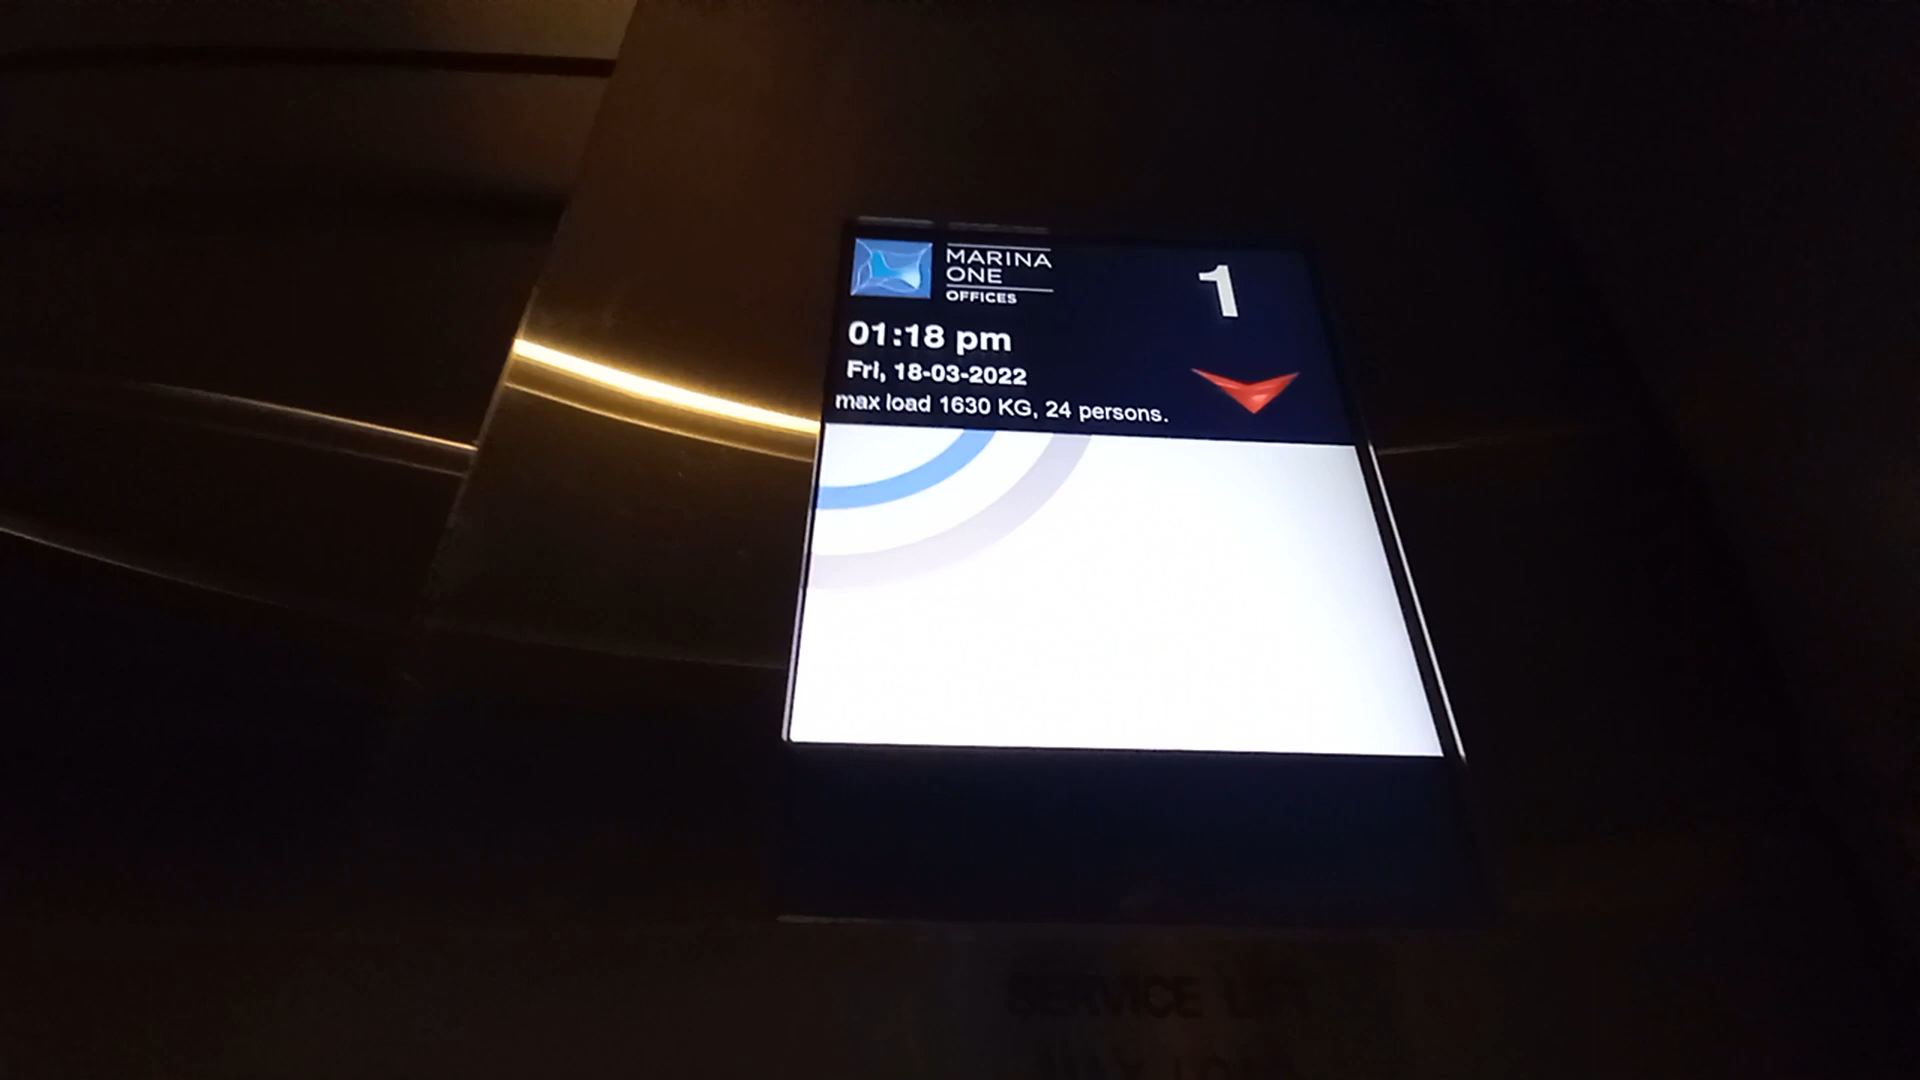 MARINA
ONE
OFFICES
1
01:18 pm
Fri, 18-03-2022
max load 1630 KG, 24 persons.
SERVICE LIFT